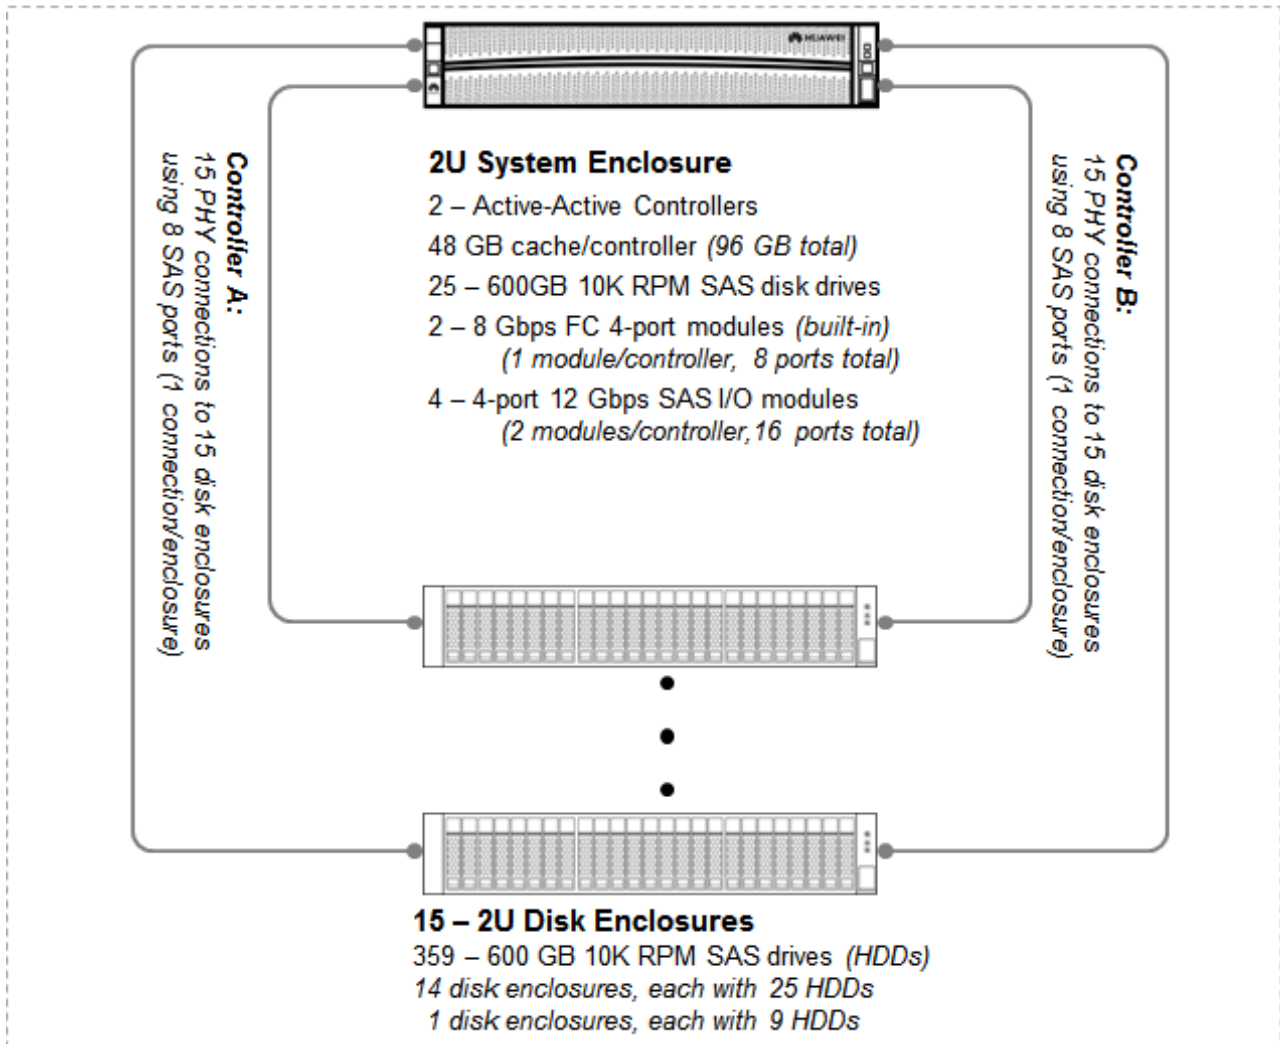 HUAWEI
Controller A:
15 PHY connections to 15 disk enclosures
using 8 SAS ports (1 connection/enclosure)
2U System Enclosure
2 – Active-Active Controllers
48 GB cache/controller (96 GB total)
25 – 600GB 10K RPM SAS disk drives
2 – 8 Gbps FC 4-port modules (built-in)
(1 module/controller, 8 ports total)
4 – 4-port 12 Gbps SAS I/O modules
(2 modules/controller, 16 ports total)
Controller B:
15 PHY connections to 15 disk enclosures
using 8 SAS ports (1 connection/enclosure)
15 – 2U Disk Enclosures
359 – 600 GB 10K RPM SAS drives (HDDs)
14 disk enclosures, each with 25 HDDs
1 disk enclosures, each with 9 HDDs